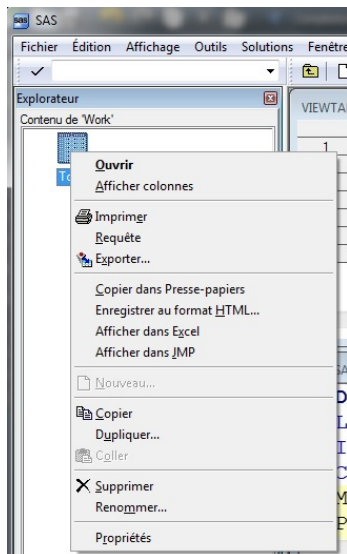 SAS
Fichier Édition Affichage Outils Solutions Fenêtre
Explorateur
Contenu de 'Work'
VIEWTA
1
Ouvrir
Afficher colonnes
Imprimer
Requête
Exporter...
Copier dans Presse-papiers
Enregistrer au format HTML...
Afficher dans Excel
Afficher dans JMP
Nouveau...
Copier
Dupliquer...
Coller
Supprimer
Renommer...
Propriétés